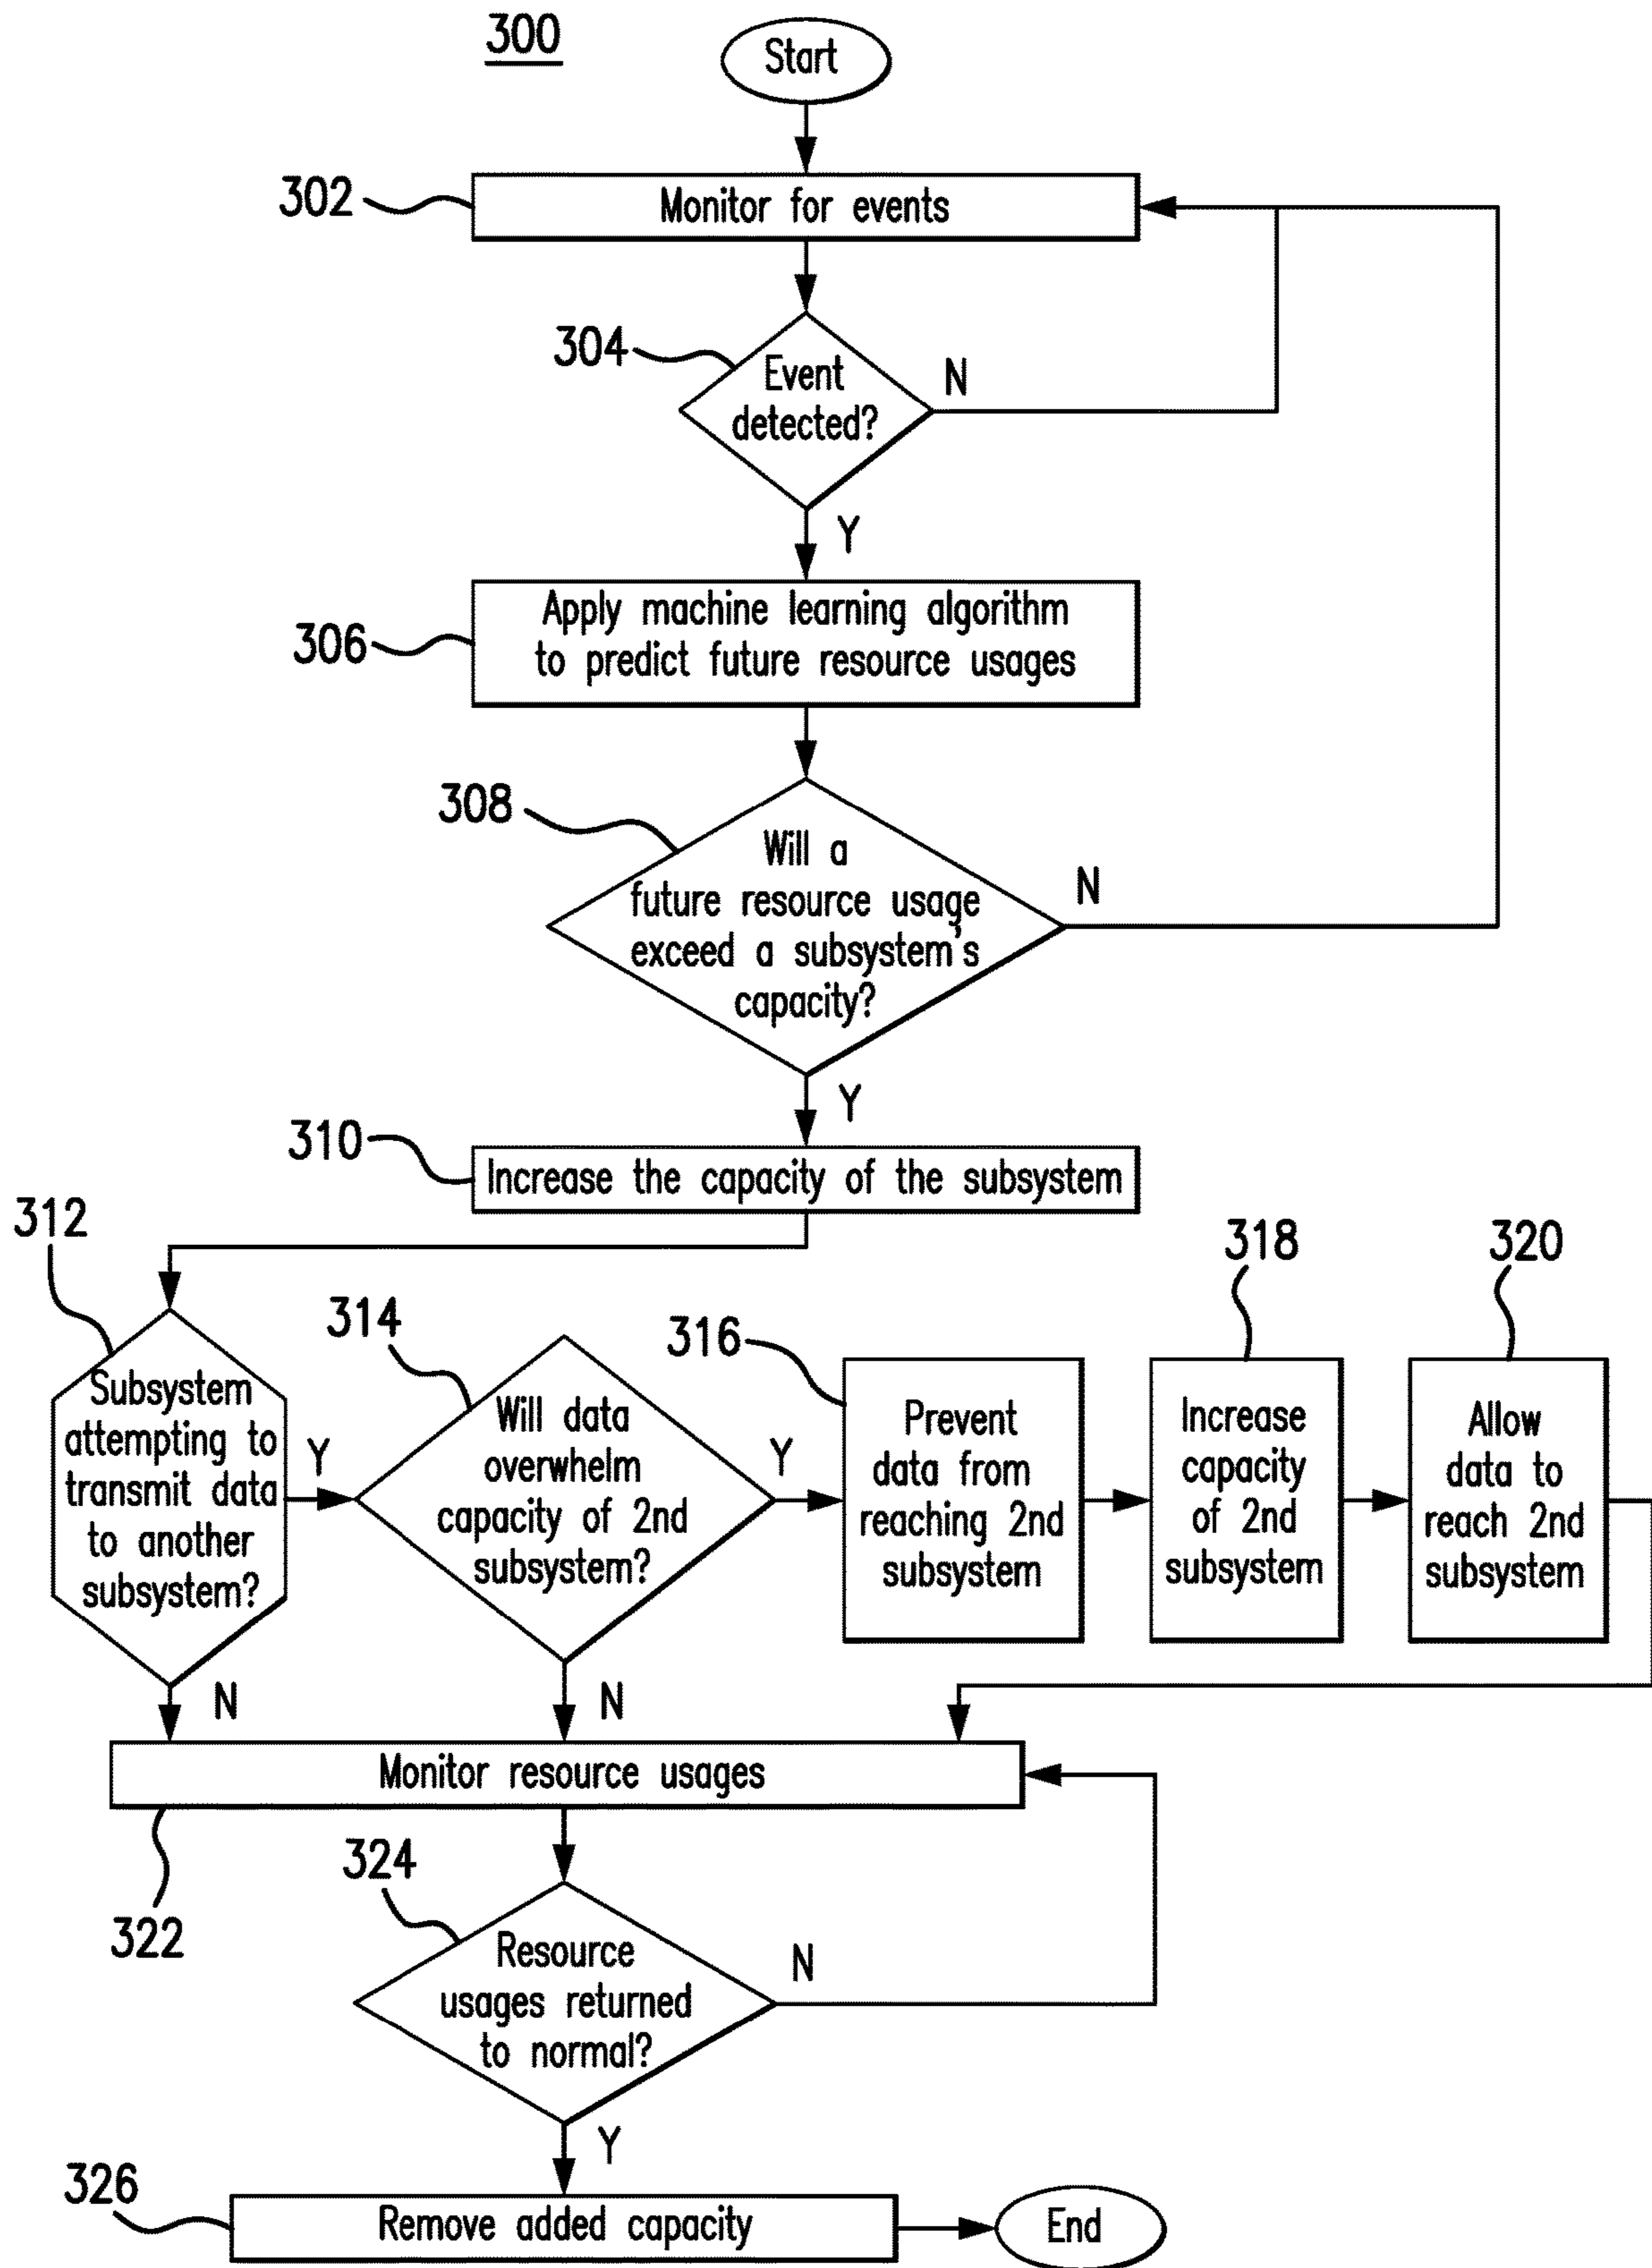 300
Start
302
Monitor for events
304
Event
detected?
N
Y
306
Apply machine learning algorithm
to predict future resource usages
308
Will a
future resource usage
exceed a subsystem's
capacity?
N
Y
310
Increase the capacity of the subsystem
312
Subsystem
attempting to
transmit data
to another
subsystem?
Y
N
314
Will data
overwhelm
capacity of 2nd
subsystem?
Y
N
316
Prevent
data from
reaching 2nd
subsystem
318
Increase
capacity
of 2nd
subsystem
320
Allow
data to
reach 2nd
subsystem
Monitor resource usages
322
324
Resource
usages returned
to normal?
N
Y
326
Remove added capacity
End